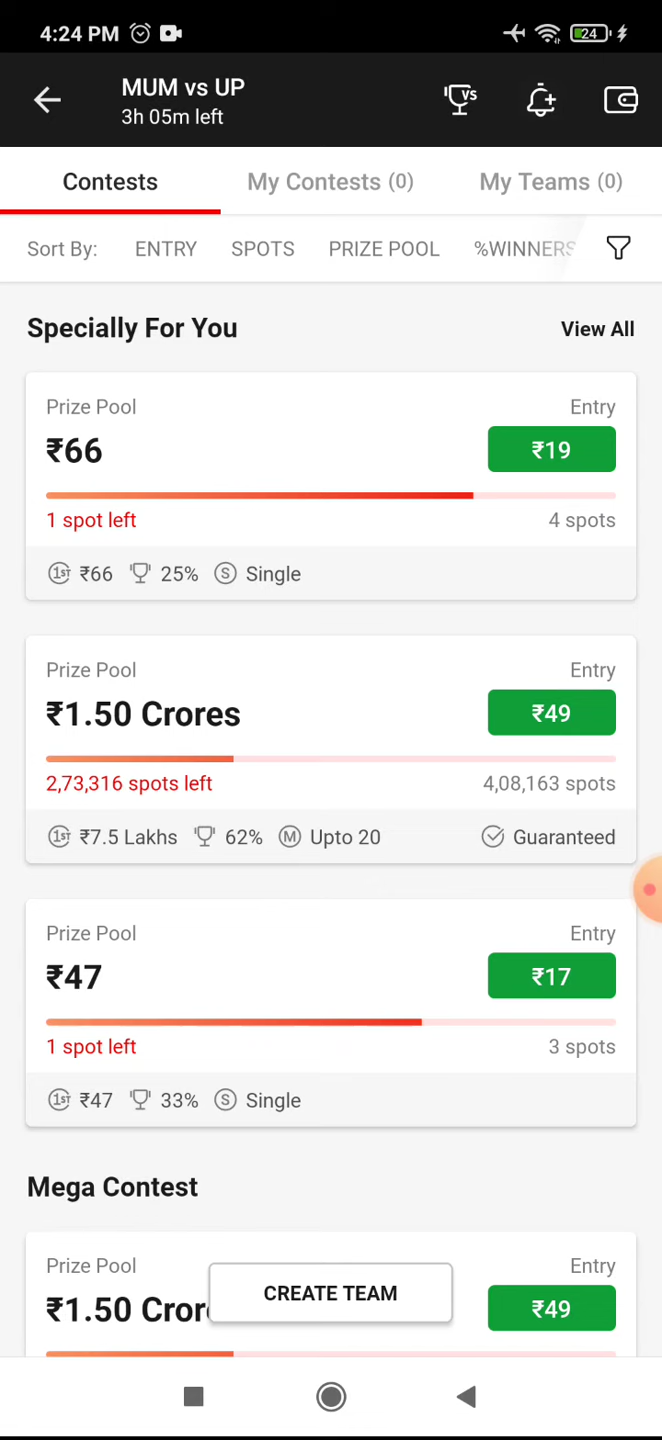 4:24 PM
24
MUM vs UP
3h 05m left
VS
Contests
My Contests (0)
My Teams (0)
Sort By:
ENTRY
SPOTS
PRIZE POOL
%WINNERS
Specially For You
View All
Prize Pool
Entry
₹66
₹19
1 spot left
4 spots
1ST ₹66
25%
S Single
Prize Pool
Entry
₹1.50 Crores
₹49
2,73,316 spots left
4,08,163 spots
1ST ₹7.5 Lakhs
62%
M Upto 20
Guaranteed
Prize Pool
Entry
₹47
₹17
1 spot left
3 spots
1ST ₹47
33%
S Single
Mega Contest
Prize Pool
Entry
₹1.50 Cror
CREATE TEAM
₹49